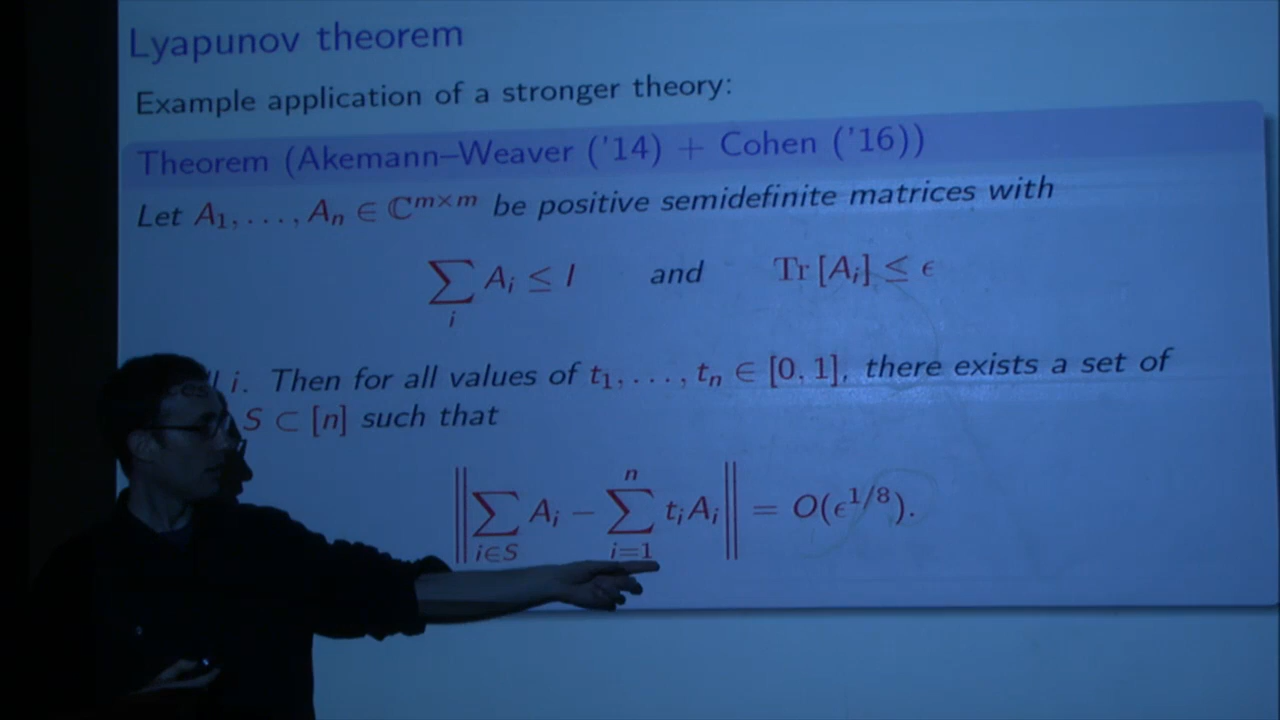 Lyapunov theorem
Example application of a stronger theory:
Theorem (Akemann–Weaver ('14) + Cohen ('16))
Let A₁, . . . , Aₙ ∈ ℂᵐˣᵐ be positive semidefinite matrices with
∑ᵢ Aᵢ ≤ I and Tr [Aᵢ] ≤ ϵ
i. Then for all values of t₁, . . . , tₙ ∈ [0, 1], there exists a set of
S ⊂ [n] such that
‖∑_{i∈S} Aᵢ − ∑_{i=1}^{n} tᵢAᵢ‖ = O(ϵ^{1/8}).